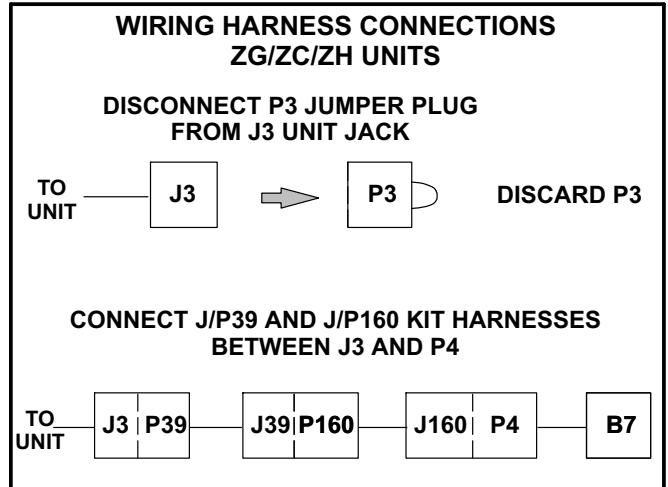 WIRING HARNESS CONNECTIONS
ZG/ZC/ZH UNITS
DISCONNECT P3 JUMPER PLUG
FROM J3 UNIT JACK
TO
UNIT
J3
P3
DISCARD P3
CONNECT J/P39 AND J/P160 KIT HARNESSES
BETWEEN J3 AND P4
TO
UNIT
J3 P39
J39 P160
J160 P4
B7